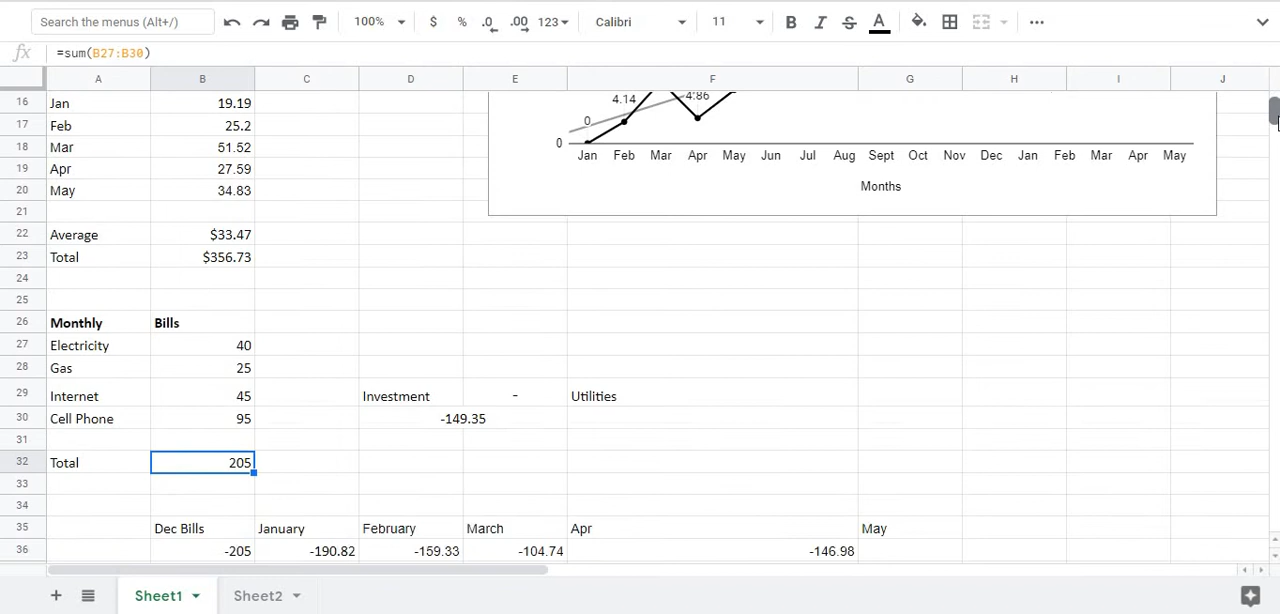 Search the menus (Alt+/) 100% $ % .0 .00 123 Calibri 11 B I S A
fx =sum(B27:B30)
A B C D E F G H I J
4.14 4.86
0
0
Jan Feb Mar Apr May Jun Jul Aug Sept Oct Nov Dec Jan Feb Mar Apr May
Months
16 Jan 19.19
17 Feb 25.2
18 Mar 51.52
19 Apr 27.59
20 May 34.83
21
22 Average $33.47
23 Total $356.73
24
25
26 Monthly Bills
27 Electricity 40
28 Gas 25
29 Internet 45 Investment - Utilities
30 Cell Phone 95 -149.35
31
32 Total 205
33
34
35 Dec Bills January February March Apr May
36 -205 -190.82 -159.33 -104.74 -146.98
+ Sheet1 Sheet2